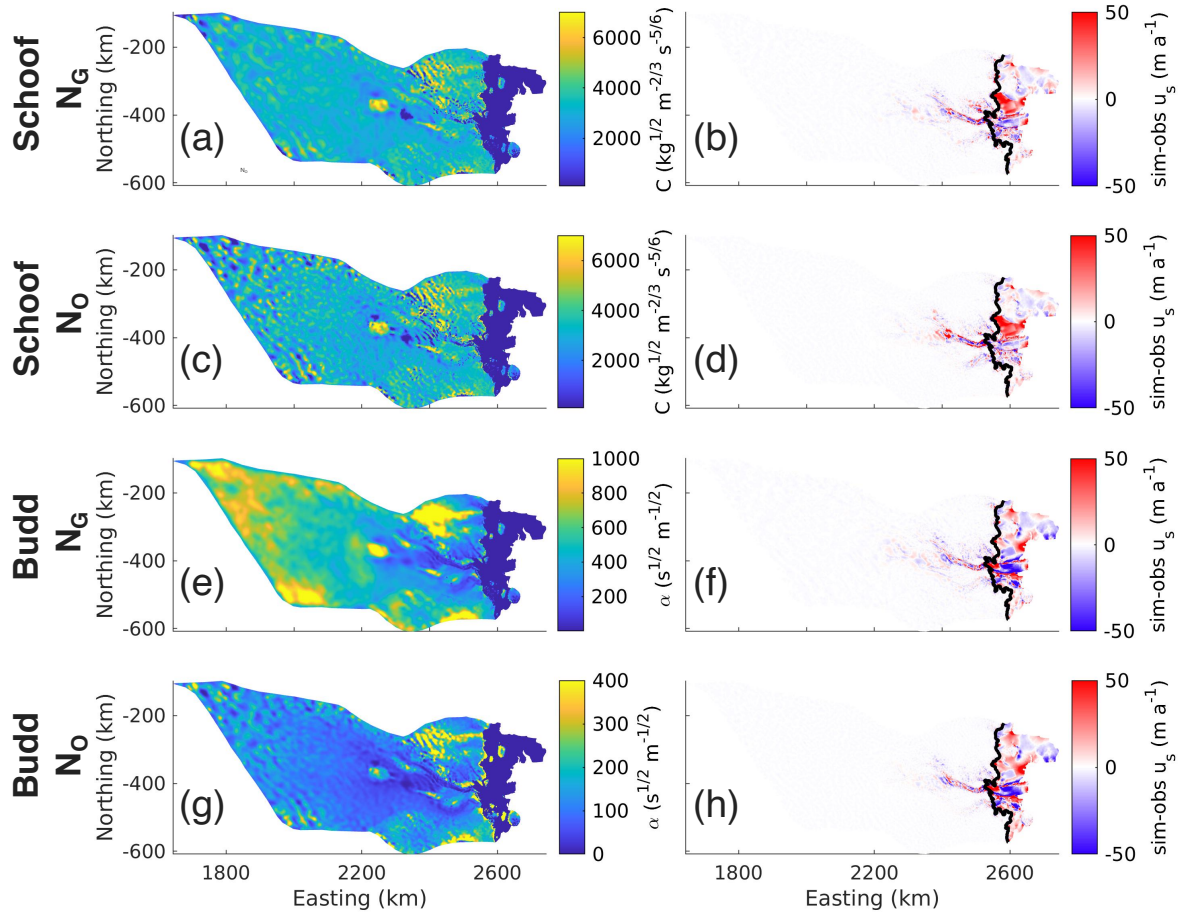 Schoof
N_G
Northing (km)
-200
-400
-600
(a)
N_o
6000
4000
2000
C (kg^{1/2} m^{-2/3} s^{-5/6})
(b)
50
0
-50
sim-obs u_s (m a^{-1})
Schoof
N_O
Northing (km)
-200
-400
-600
(c)
6000
4000
2000
C (kg^{1/2} m^{-2/3} s^{-5/6})
(d)
50
0
-50
sim-obs u_s (m a^{-1})
Budd
N_G
Northing (km)
-200
-400
-600
(e)
1000
800
600
400
200
α (s^{1/2} m^{-1/2})
(f)
50
0
-50
sim-obs u_s (m a^{-1})
Budd
N_O
Northing (km)
-200
-400
-600
(g)
400
300
200
100
0
α (s^{1/2} m^{-1/2})
(h)
50
0
-50
sim-obs u_s (m a^{-1})
1800 2200 2600
Easting (km)
1800 2200 2600
Easting (km)